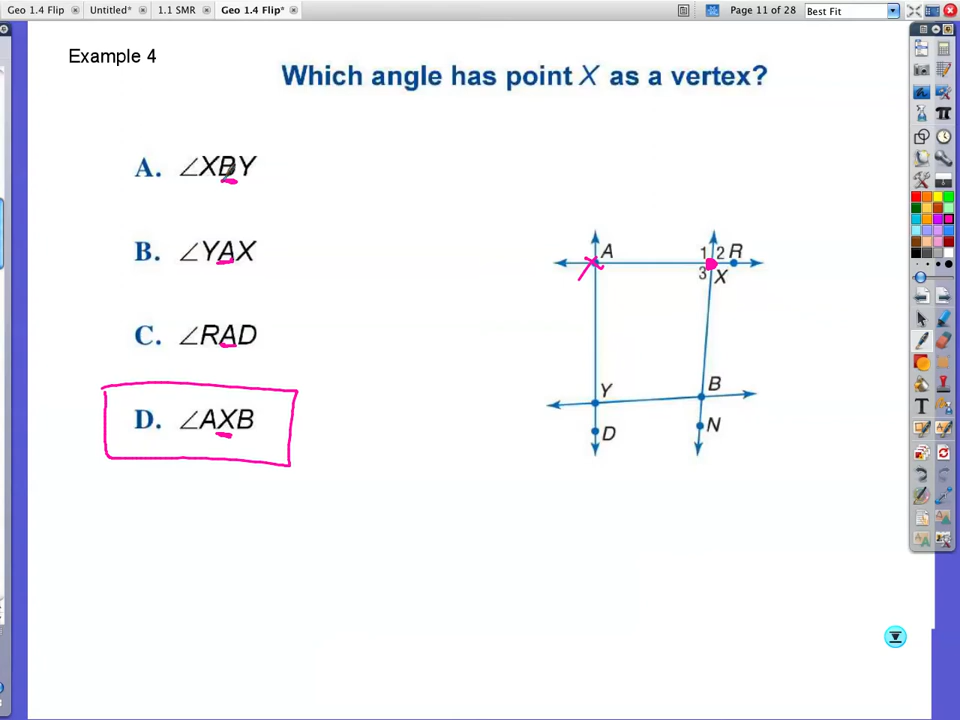 Geo 1.4 Flip Untitled* 1.1 SMR Geo 1.4 Flip* Page 11 of 28 Best Fit
Example 4
Which angle has point X as a vertex?
A. ∠XBY
B. ∠YAX
C. ∠RAD
D. ∠AXB
A 1 2 R
3 X
Y B
D N